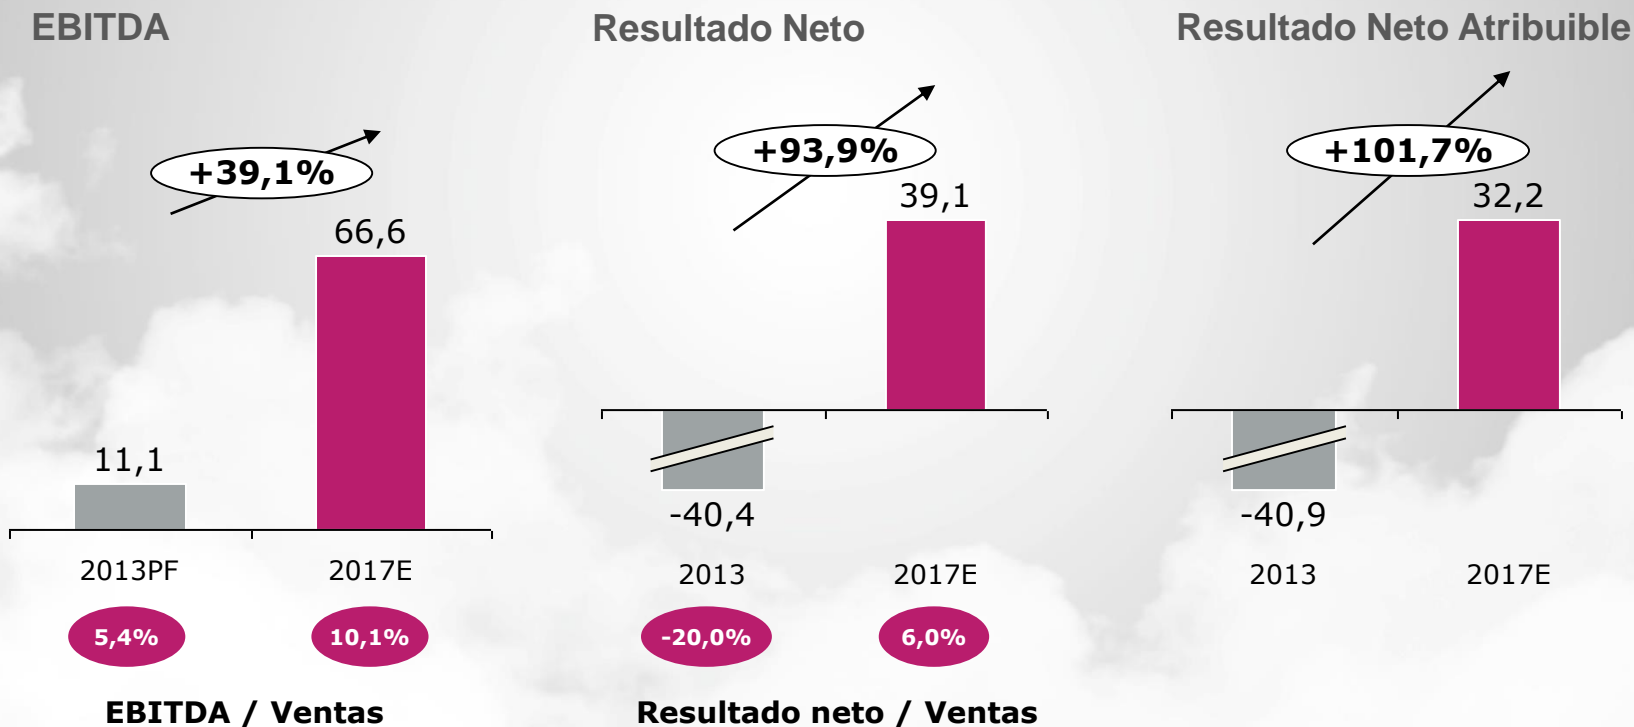 EBITDA
+39,1%
66,6
11,1
2013PF 2017E
5,4% 10,1%
EBITDA / Ventas
Resultado Neto
+93,9%
39,1
-40,4
2013 2017E
-20,0% 6,0%
Resultado neto / Ventas
Resultado Neto Atribuible
+101,7%
32,2
-40,9
2013 2017E